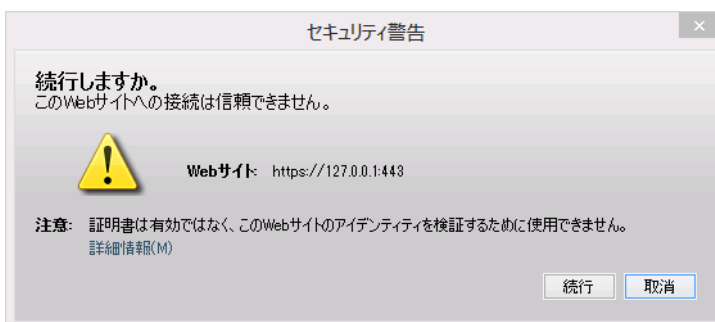 セキュリティ警告
続行しますか。
このWebサイトへの接続は信頼できません。
Webサイト: https://127.0.0.1:443
注意: 証明書は有効ではなく、このWebサイトのアイデンティティを検証するために使用できません。
詳細情報(M)
続行 取消